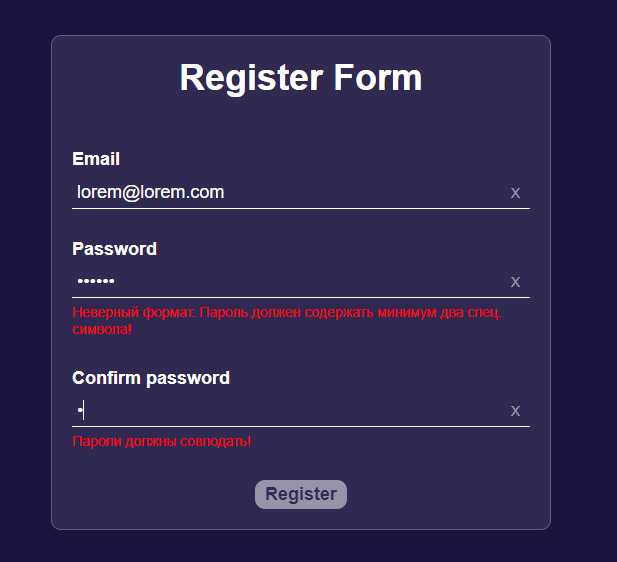 Register Form
Email
lorem@lorem.com x
Password
•••••• x
Неверный формат. Пароль должен содержать минимум два спец.
символа!
Confirm password
• x
Пароли должны совподать!
Register